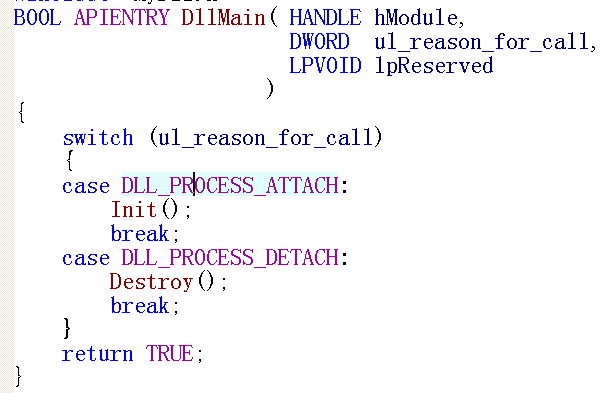 BOOL APIENTRY DllMain( HANDLE hModule,
DWORD ul_reason_for_call,
LPVOID lpReserved
)
{
switch (ul_reason_for_call)
{
case DLL_PROCESS_ATTACH:
Init();
break;
case DLL_PROCESS_DETACH:
Destroy();
break;
}
return TRUE;
}